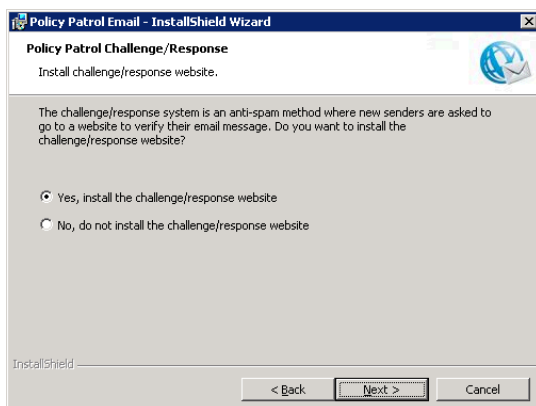 Policy Patrol Email - InstallShield Wizard
Policy Patrol Challenge/Response
Install challenge/response website.
The challenge/response system is an anti-spam method where new senders are asked to
go to a website to verify their email message. Do you want to install the
challenge/response website?
Yes, install the challenge/response website
No, do not install the challenge/response website
InstallShield
< Back Next > Cancel